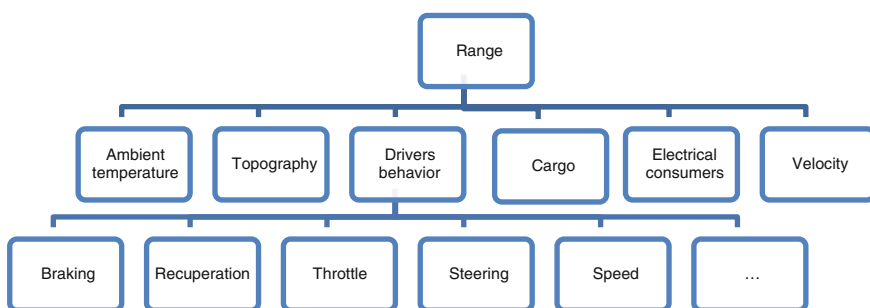 Range
Ambient
temperature
Topography
Drivers
behavior
Cargo
Electrical
consumers
Velocity
Braking
Recuperation
Throttle
Steering
Speed
...